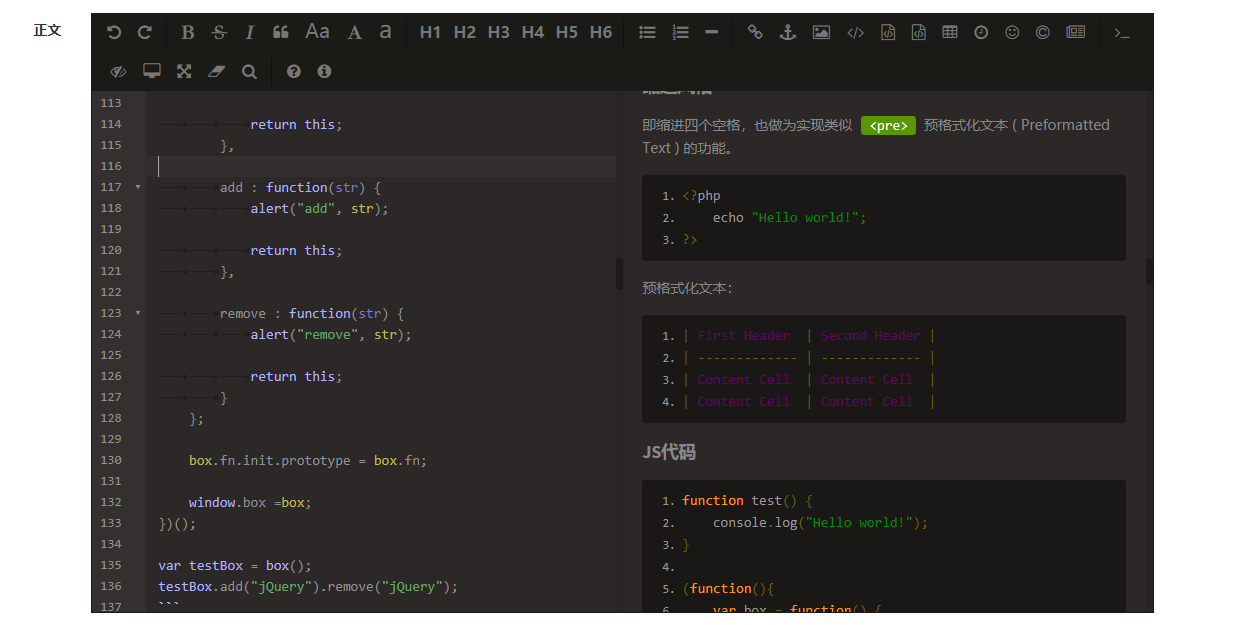 正文
B S I Aa A a H1 H2 H3 H4 H5 H6
113
114 return this;
115 },
116
117 add : function(str) {
118 alert("add", str);
119
120 return this;
121 },
122
123 remove : function(str) {
124 alert("remove", str);
125
126 return this;
127 }
128 };
129
130 box.fn.init.prototype = box.fn;
131
132 window.box =box;
133 })();
134
135 var testBox = box();
136 testBox.add("jQuery").remove("jQuery");
137 ```
即缩进四个空格，也做为实现类似 <pre> 预格式化文本 ( Preformatted
Text ) 的功能。
1. <?php
2. echo "Hello world!";
3. ?>
预格式化文本：
1. | First Header | Second Header |
2. | ------------- | ------------- |
3. | Content Cell | Content Cell |
4. | Content Cell | Content Cell |
JS代码
1. function test() {
2. console.log("Hello world!");
3. }
4.
5. (function(){
6. var box = function() {